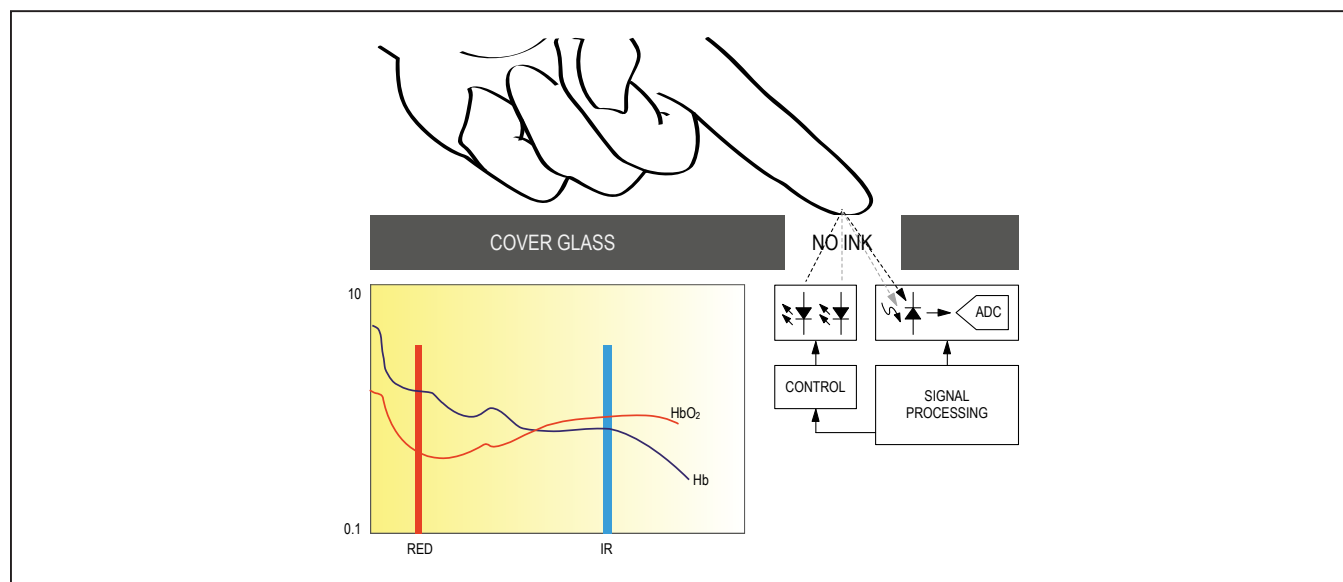 COVER GLASS
NO INK
10
ADC
CONTROL
SIGNAL
PROCESSING
HbO₂
Hb
0.1
RED
IR